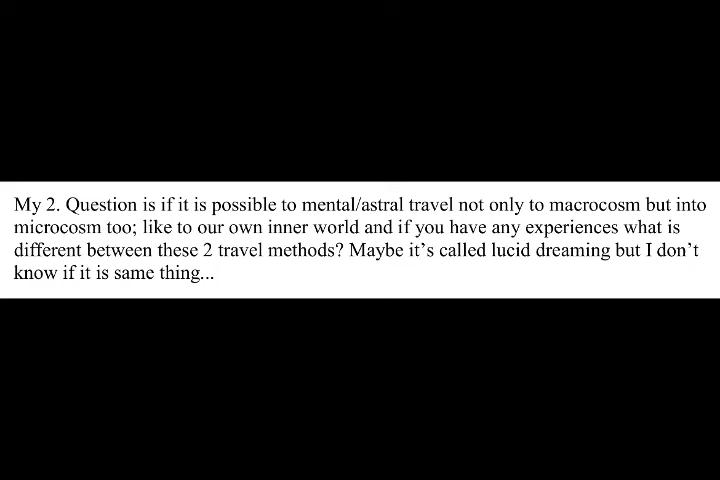 My 2. Question is if it is possible to mental/astral travel not only to macrocosm but into
microcosm too; like to our own inner world and if you have any experiences what is
different between these 2 travel methods? Maybe it’s called lucid dreaming but I don’t
know if it is same thing...